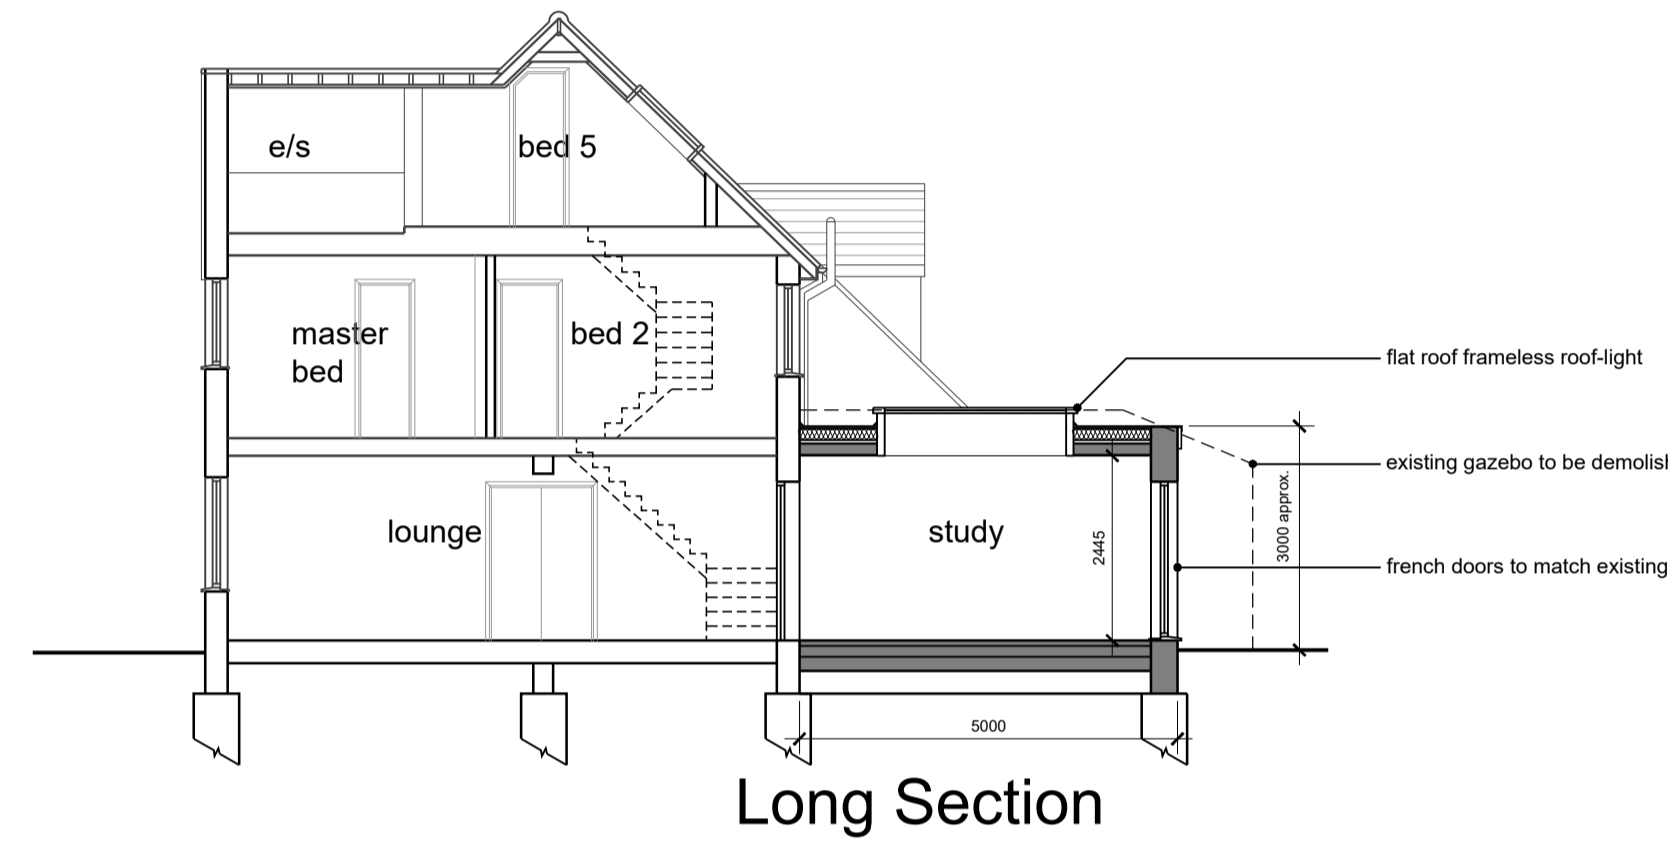 e/s
bed 5
master
bed
bed 2
flat roof frameless roof-light
existing gazebo to be demolish
3000 approx.
lounge
study
2445
french doors to match existing
5000
Long Section